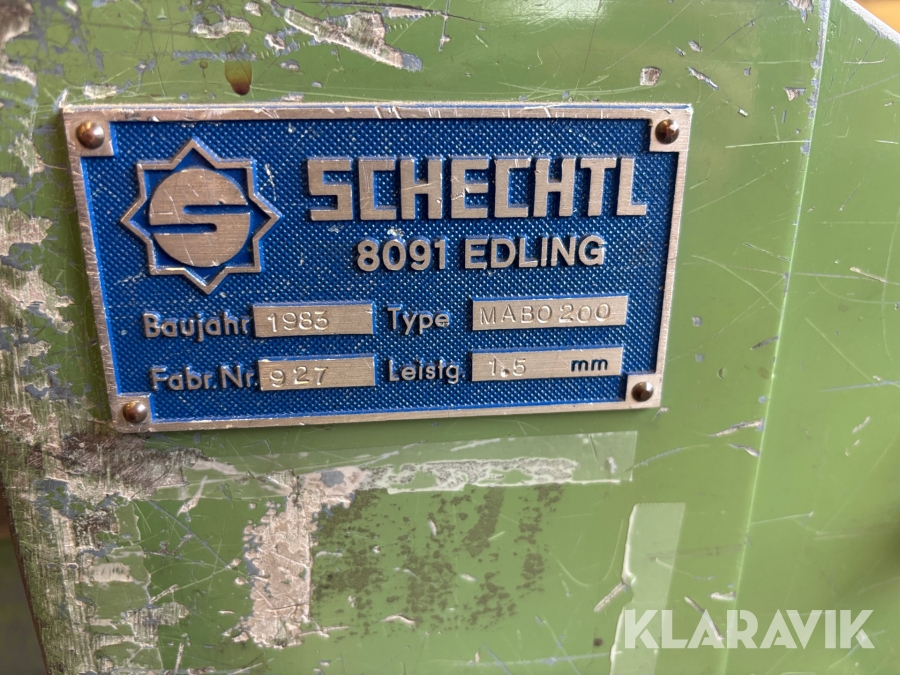 SCHECHTL
8091 EDLING
Baujahr 1983 Type MABO 200
Fabr.Nr. 927 Leistg. 1.5 mm
KLARAVIK